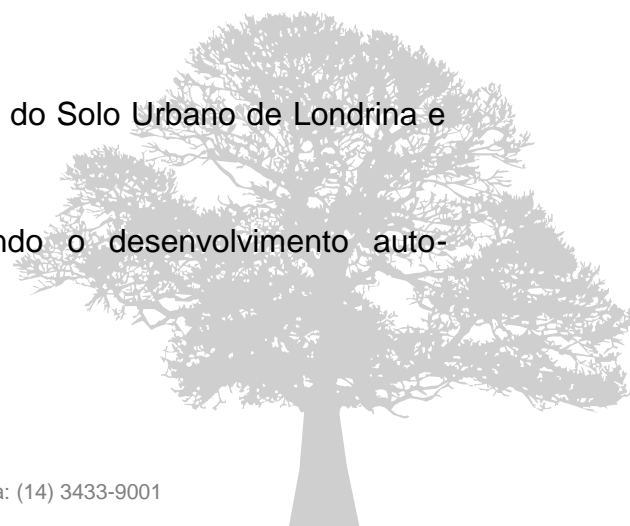 do Solo Urbano de Londrina e
ndo o desenvolvimento auto-
a: (14) 3433-9001